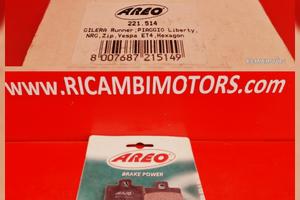 AREO
221.514
GILERA Runner,PIAGGIO Liberty,
NRG,Zip,Vespa ET4,Hexagon
8 007687 215149
RICAMBIMOTORS
WWW.RICAMBIMOTORS.COM
AREO
BRAKE POWER